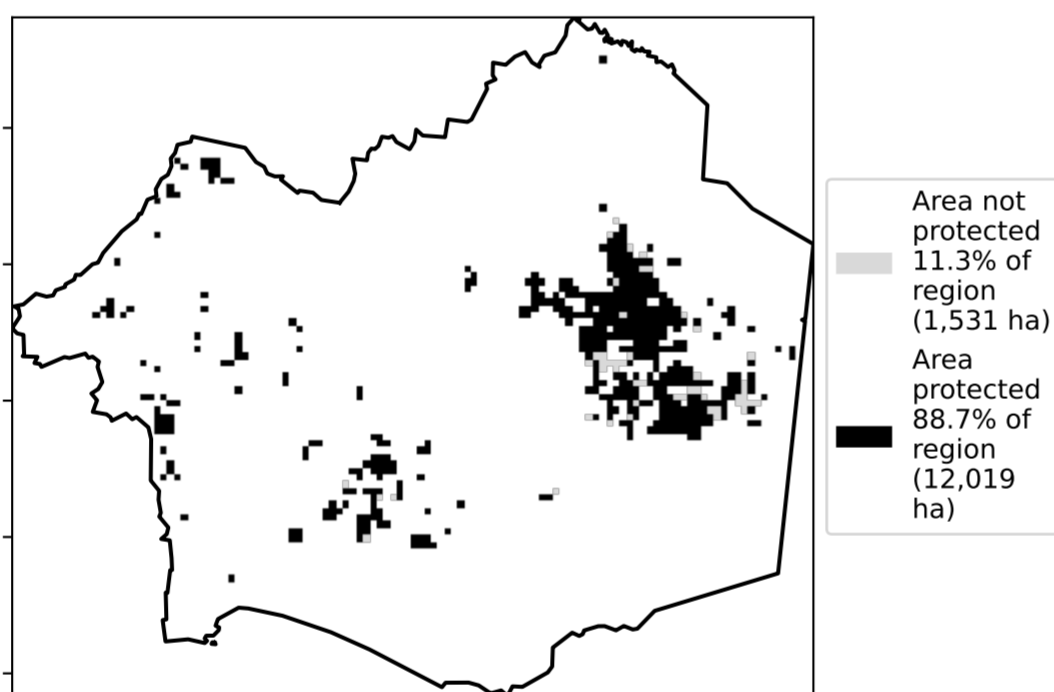 Area not
protected
11.3% of
region
(1,531 ha)
Area
protected
88.7% of
region
(12,019
ha)